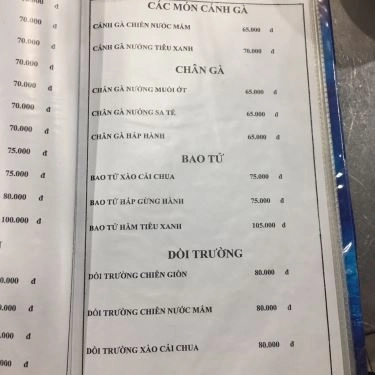 70.000 đ
70.000 đ
70.000 đ
70.000 đ
70.000 đ
70.000 đ
75.000 đ
75.000 đ
80.000 đ
100.000 đ
0.000 đ
.000 đ
.000 đ
000 đ
CÁC MÓN CÁNH GÀ
CÁNH GÀ CHIÊN NƯỚC MẮM 65.000 đ
CÁNH GÀ NƯỚNG TIÊU XANH 70.000 đ
CHÂN GÀ
CHÂN GÀ NƯỚNG MUỐI ỚT 65.000 đ
CHÂN GÀ NƯỚNG SA TẾ 65.000 đ
CHÂN GÀ HẤP HÀNH 65.000 đ
BAO TỬ
BAO TỬ XÀO CẢI CHUA 75.000 đ
BAO TỬ HẤP GỪNG HÀNH 75.000 đ
BAO TỬ HẦM TIÊU XANH 105.000 đ
DỒI TRƯỜNG
DỒI TRƯỜNG CHIÊN GIÒN 80.000 đ
DỒI TRƯỜNG CHIÊN NƯỚC MẮM 80.000 đ
DỒI TRƯỜNG XÀO CẢI CHUA 80.000 đ